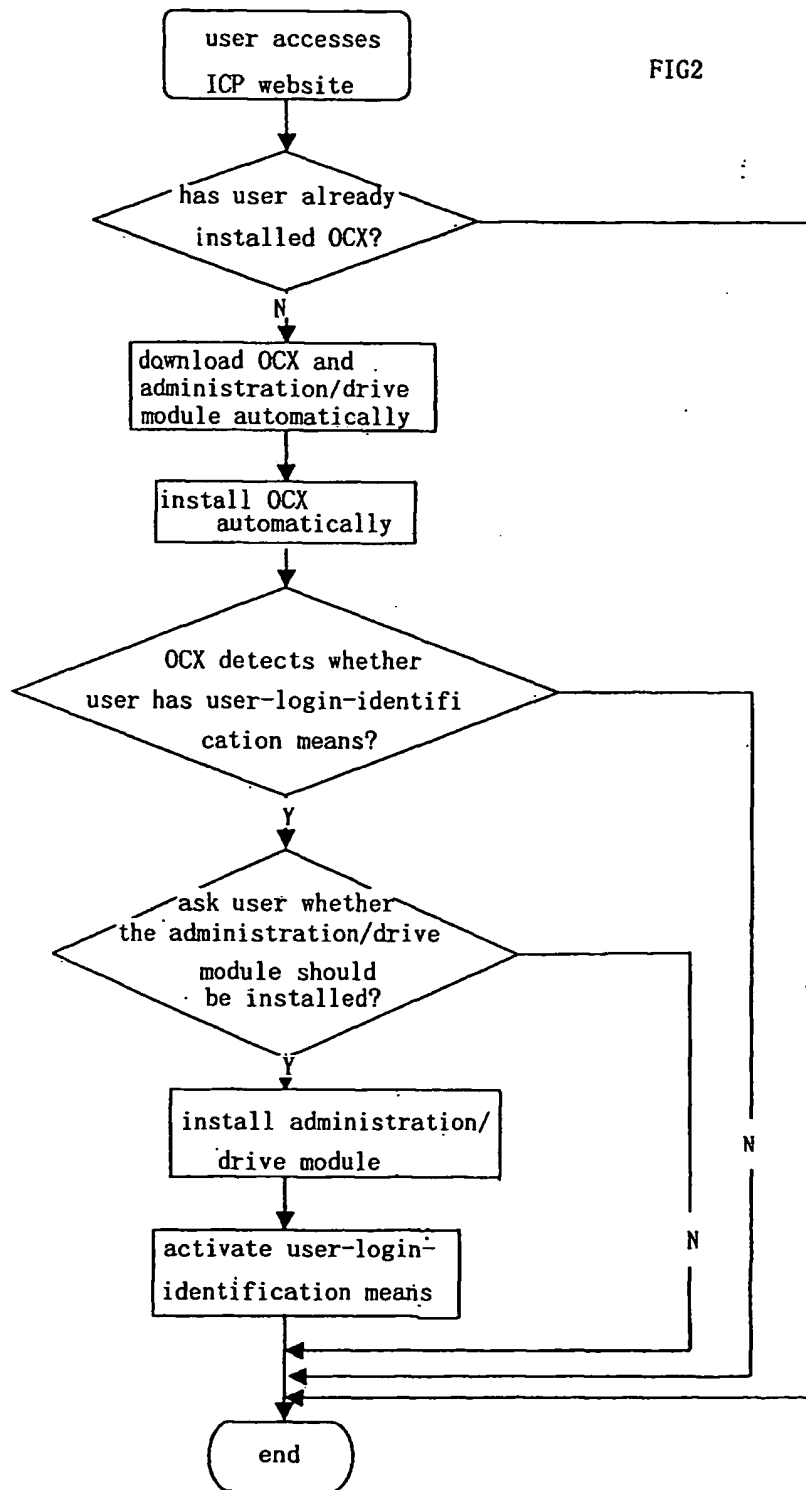 user accesses
ICP website
FIG2
has user already
installed OCX?
N
download OCX and
administration/drive
module automatically
install OCX
automatically
OCX detects whether
user has user-login-identifi
cation means?
Y
ask user whether
the administration/drive
module should
be installed?
Y
install administration/
drive module
N
activate user-login-
identification means
N
end